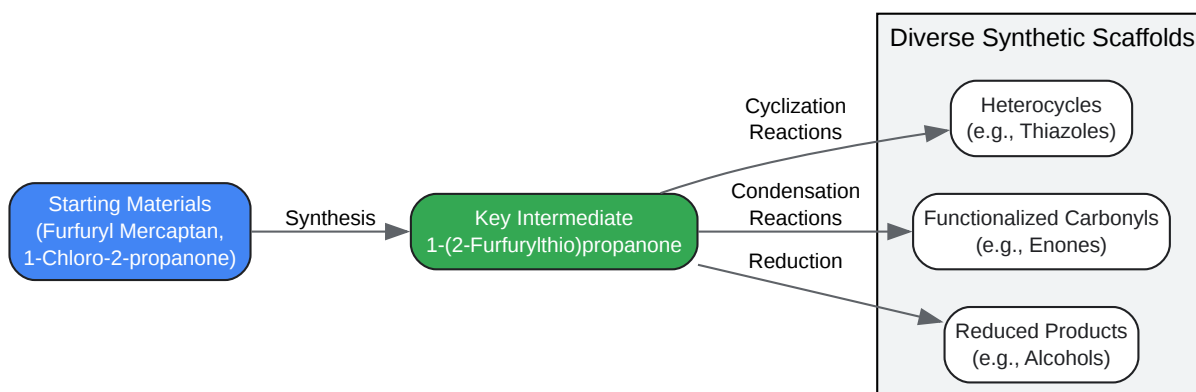 Diverse Synthetic Scaffolds
Starting Materials
(Furfuryl Mercaptan,
1-Chloro-2-propanone)
Synthesis
Key Intermediate
1-(2-Furfurylthio)propanone
Cyclization
Reactions
Heterocycles
(e.g., Thiazoles)
Condensation
Reactions
Functionalized Carbonyls
(e.g., Enones)
Reduction
Reduced Products
(e.g., Alcohols)